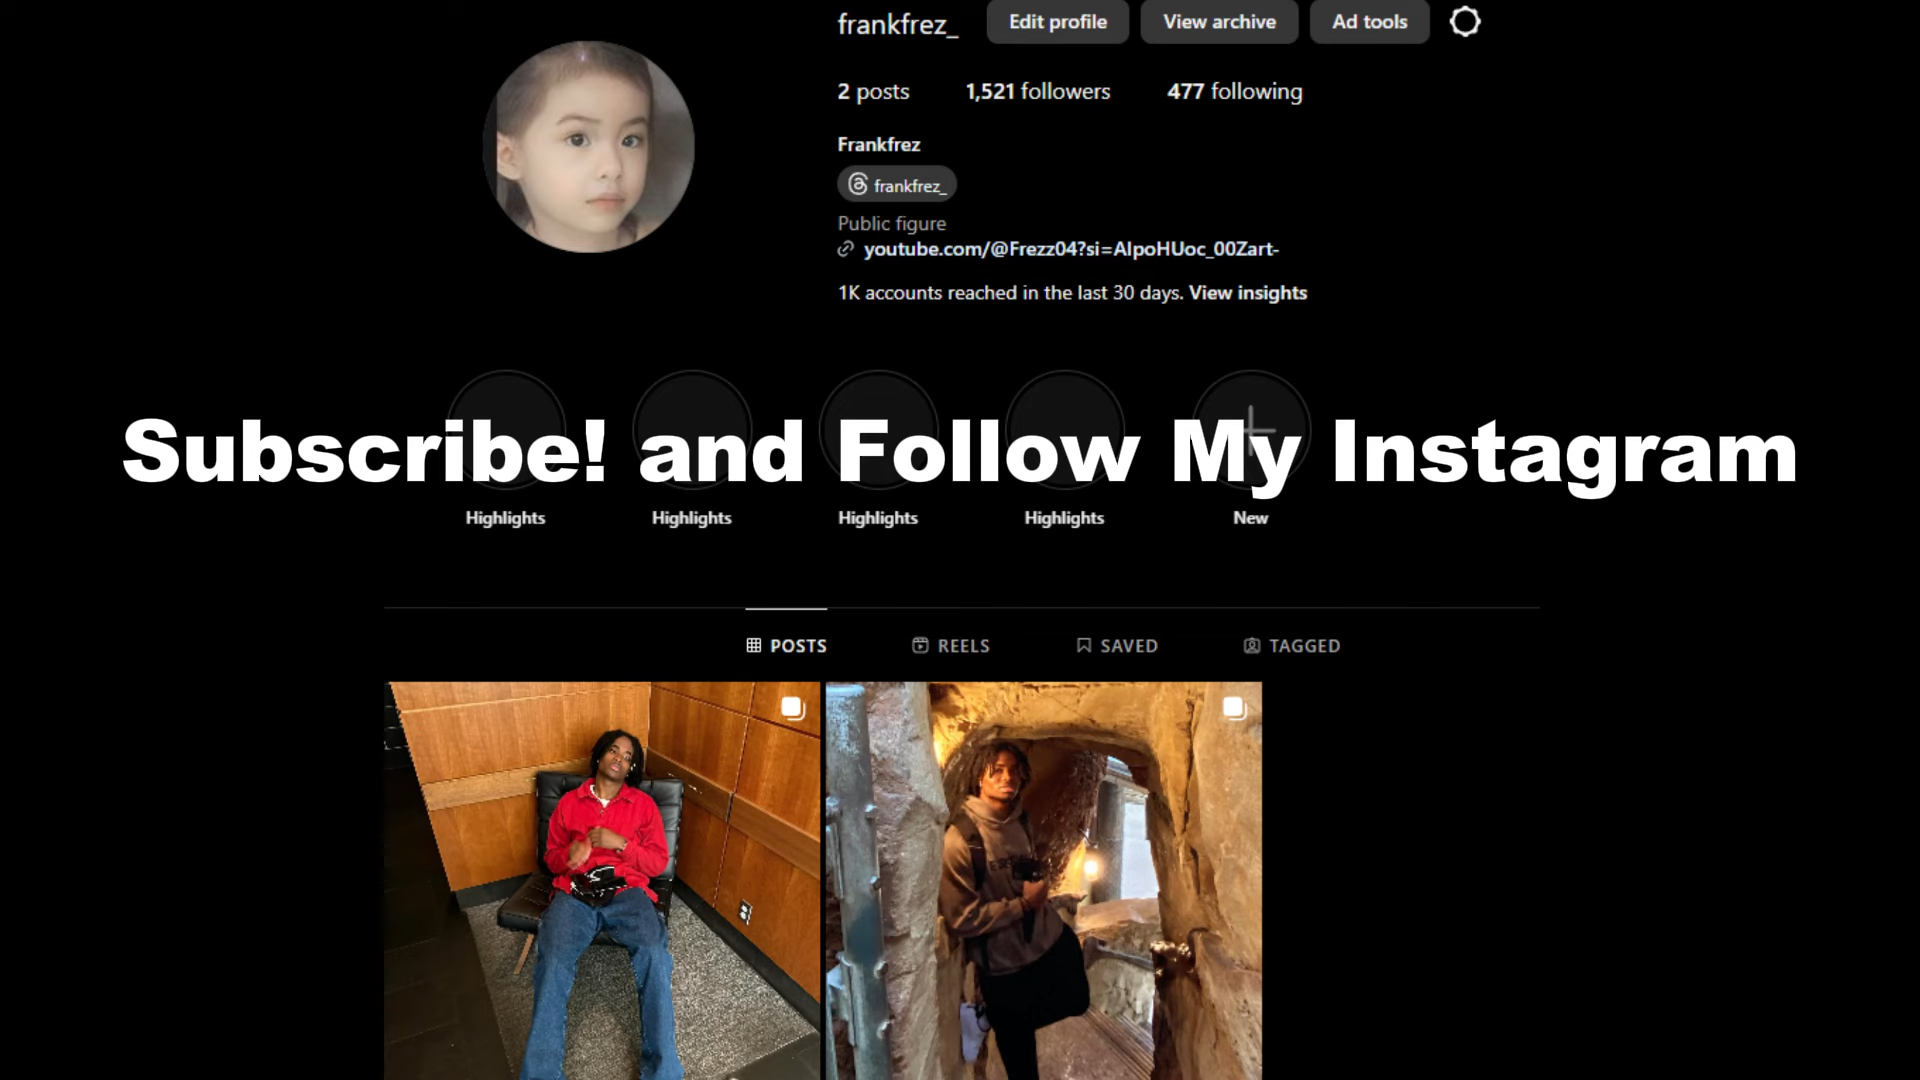 frankfrez_ Edit profile View archive Ad tools
2 posts 1,521 followers 477 following
Frankfrez
frankfrez_
Public figure
youtube.com/@Frezz04?si=AIpoHUoc_00Zart-
1K accounts reached in the last 30 days. View insights
Subscribe! and Follow My Instagram
Highlights Highlights Highlights Highlights New
POSTS REELS SAVED TAGGED